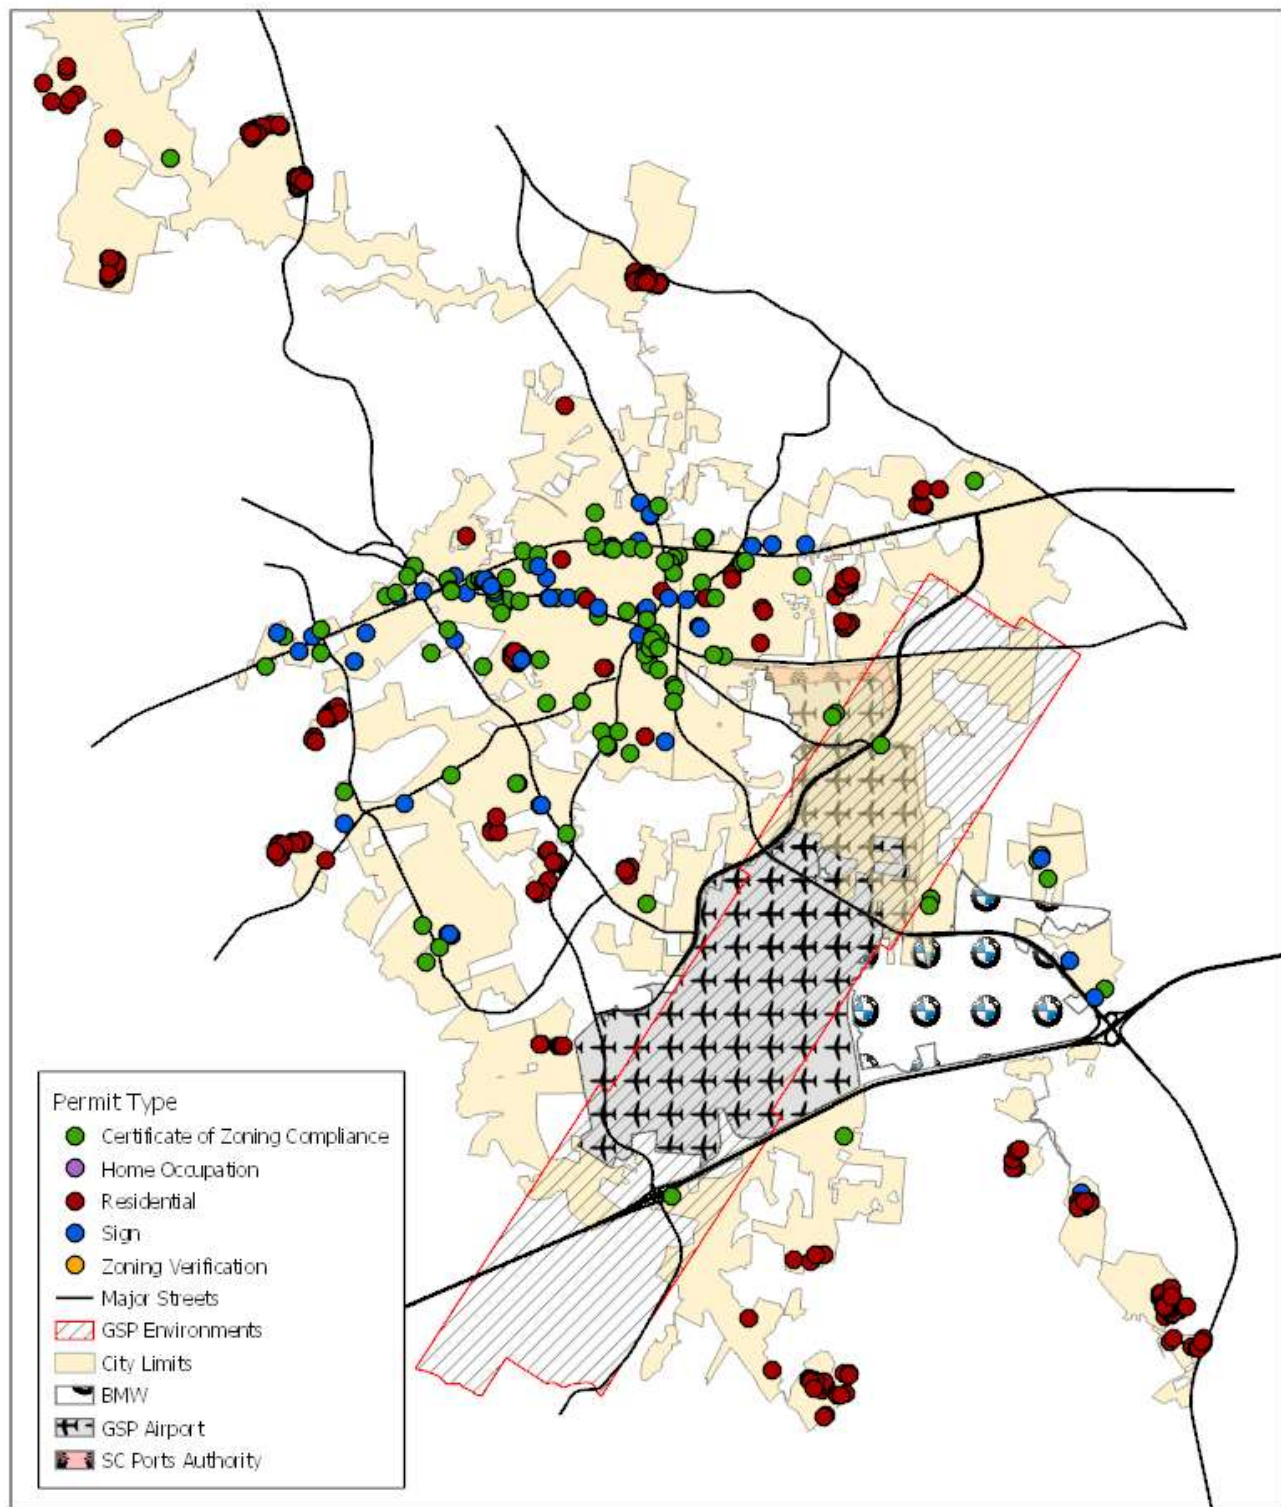 Permit Type
Certificate of Zoning Compliance
Home Occupation
Residential
Sign
Zoning Verification
Major Streets
GSP Environments
City Limits
BMW
GSP Airport
SC Ports Authority